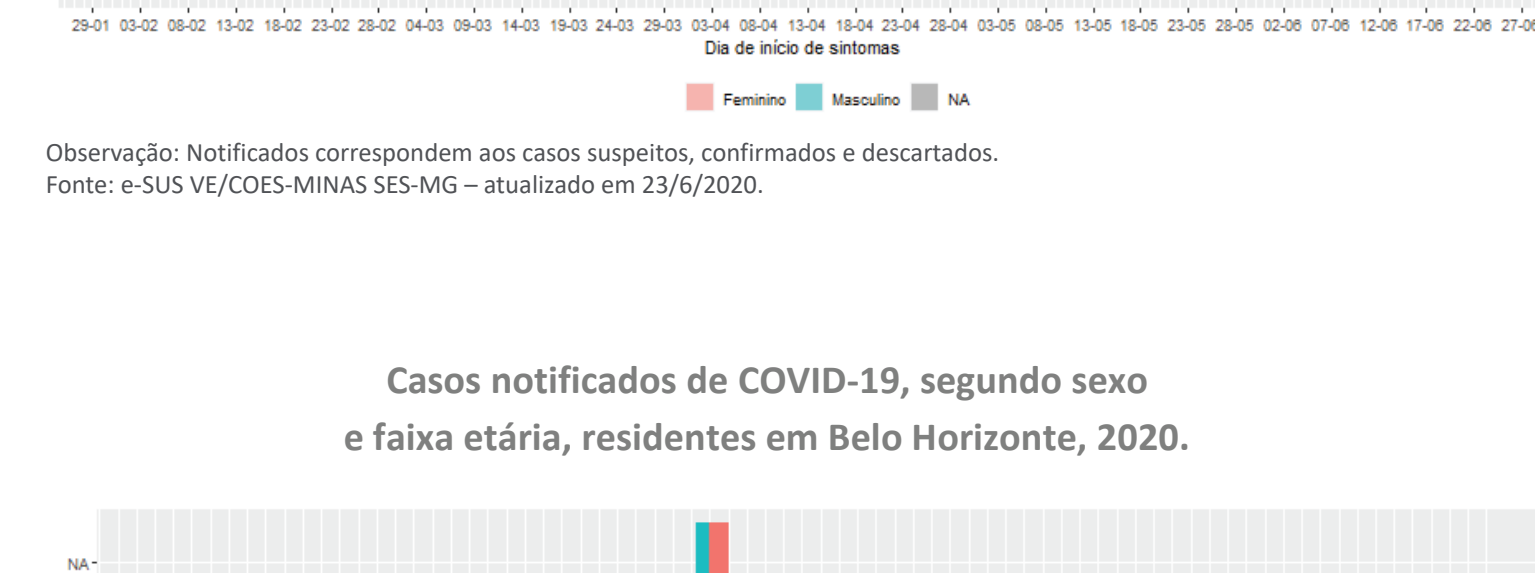 29-01 03-02 08-02 13-02 18-02 23-02 28-02 04-03 09-03 14-03 19-03 24-03 29-03 03-04 08-04 13-04 18-04 23-04 28-04 03-05 08-05 13-05 18-05 23-05 28-05 02-06 07-06 12-06 17-06 22-06 27-06
Dia de início de sintomas
Feminino Masculino NA
Observação: Notificados correspondem aos casos suspeitos, confirmados e descartados.
Fonte: e-SUS VE/COES-MINAS SES-MG – atualizado em 23/6/2020.
Casos notificados de COVID-19, segundo sexo
e faixa etária, residentes em Belo Horizonte, 2020.
NA